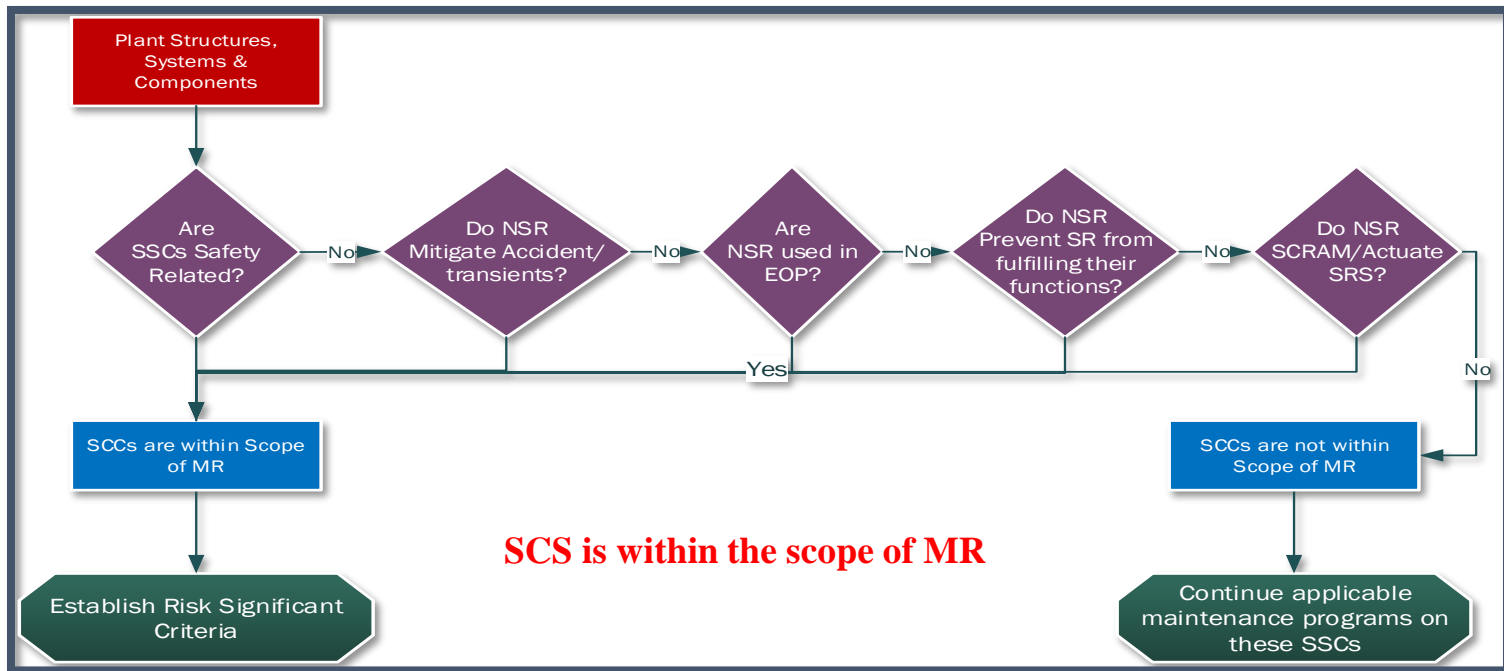 Plant Structures,
Systems &
Components
Are
SSCs Safety
Related?
No
Do NSR
Mitigate Accident/
transients?
No
Are
NSR used in
EOP?
No
Do NSR
Prevent SR from
fulfilling their
functions?
No
Do NSR
SCRAM/Actuate
SRS?
Yes
No
SCCs are within Scope
of MR
SCCs are not within
Scope of MR
SCS is within the scope of MR
Establish Risk Significant
Criteria
Continue applicable
maintenance programs on
these SSCs